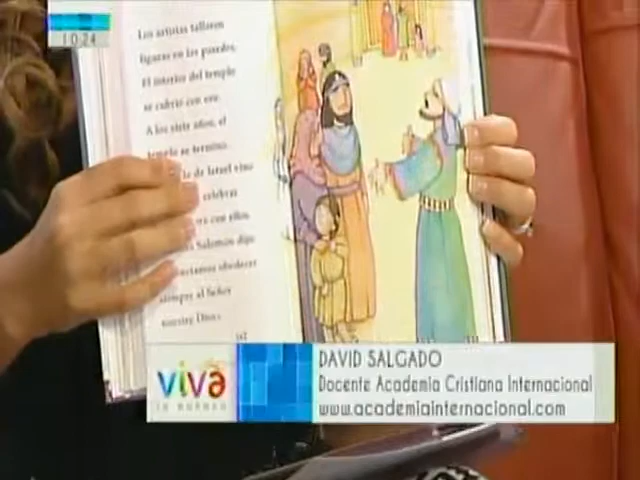 10:24
Los artistas tallaron
figuras en las paredes.
El interior del templo
se cubrió con oro.
A los siete años, el
templo se terminó.
de Israel vino
celebrar
con ellos.
Salomón dijo
obedecer
siempre al Señor
nuestro Dios
viva
DAVID SALGADO
Docente Academia Cristiana Internacional
www.academiainternacional.com